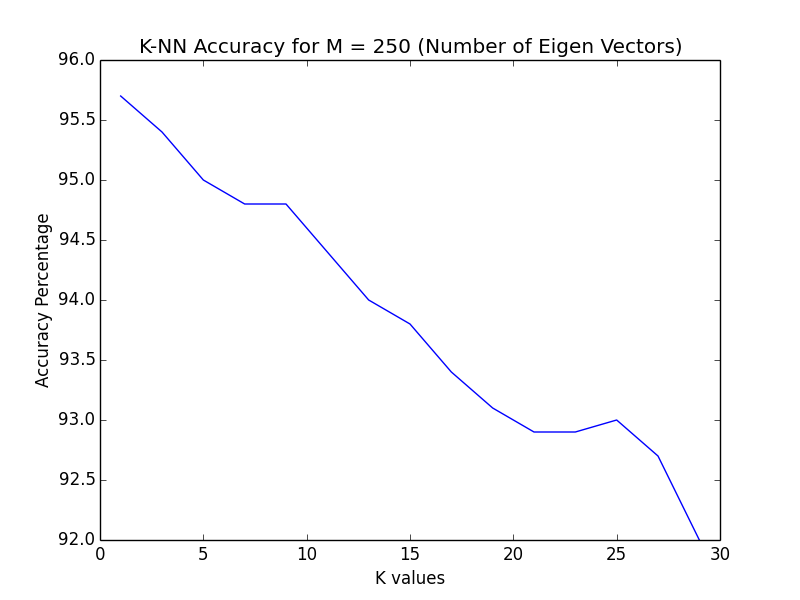 K-NN Accuracy for M = 250 (Number of Eigen Vectors)
96.0
95.5
95.0
94.5
94.0
93.5
93.0
92.5
92.0
Accuracy Percentage
0 5 10 15 20 25 30
K values